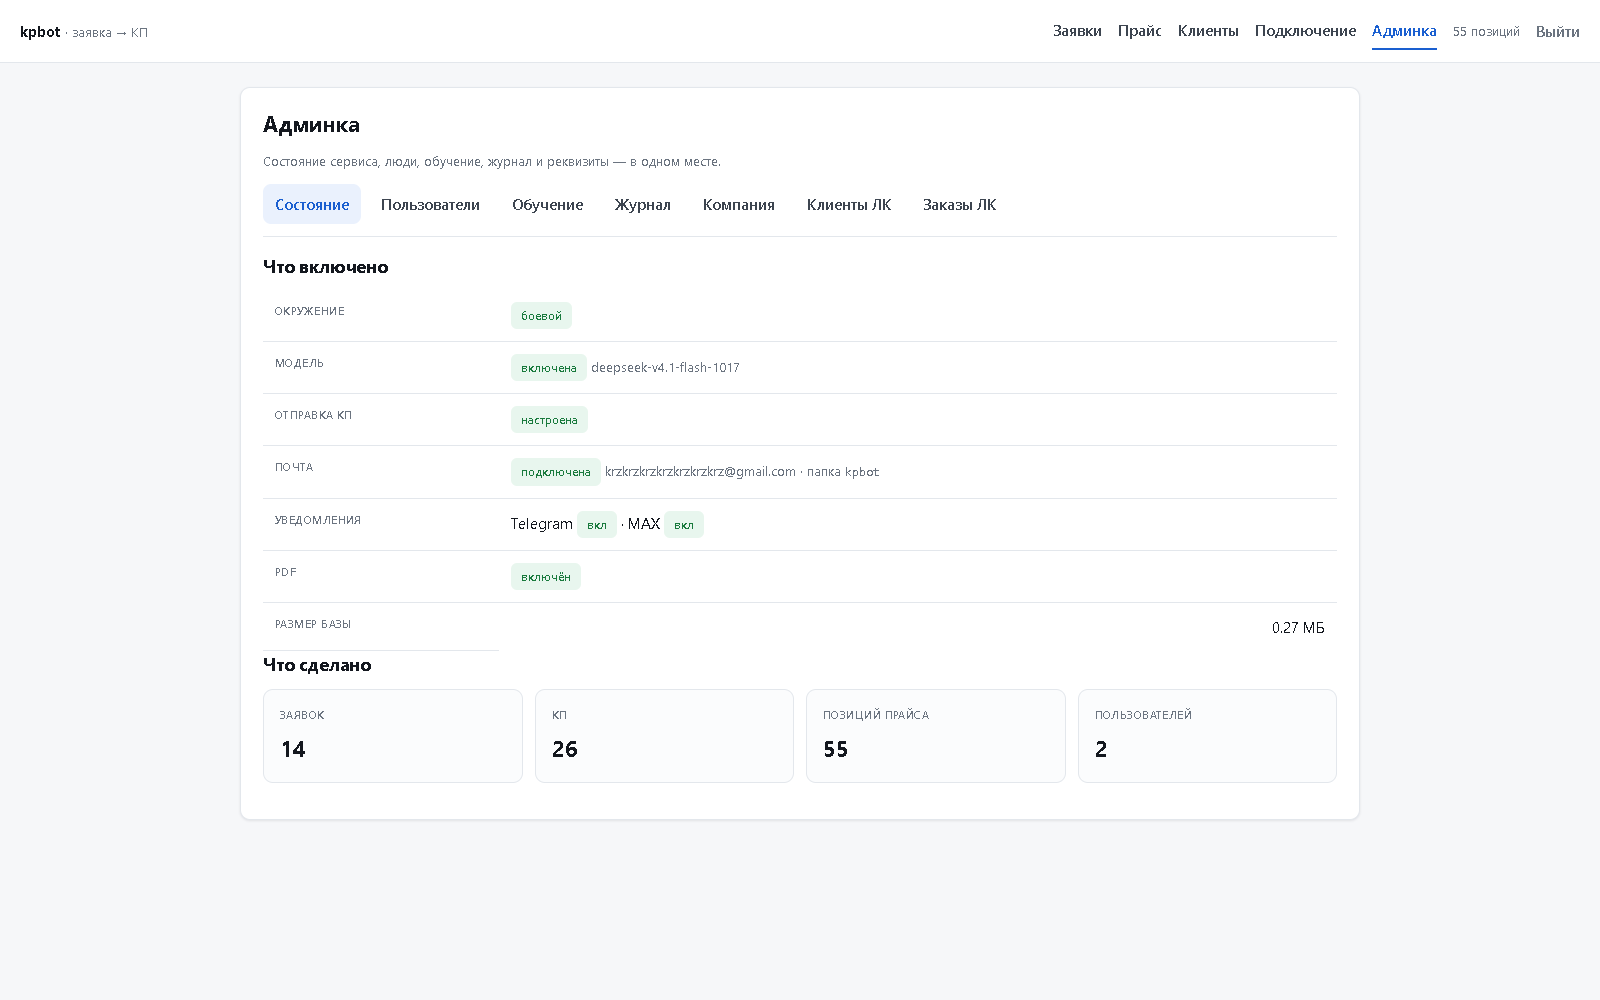 kpbot · заявка → КП
Заявки Прайс Клиенты Подключение Админка 55 позиций Выйти
Админка
Состояние сервиса, люди, обучение, журнал и реквизиты — в одном месте.
Состояние Пользователи Обучение Журнал Компания Клиенты ЛК Заказы ЛК
Что включено
ОКРУЖЕНИЕ боевой
МОДЕЛЬ включена deepseek-v4.1-flash-1017
ОТПРАВКА КП настроена
ПОЧТА подключена krzkrzkrzkrzkrzkrzkrz@gmail.com · папка kpbot
УВЕДОМЛЕНИЯ Telegram вкл · MAX вкл
PDF включён
РАЗМЕР БАЗЫ 0.27 МБ
Что сделано
ЗАЯВОК КП ПОЗИЦИЙ ПРАЙСА ПОЛЬЗОВАТЕЛЕЙ
14 26 55 2